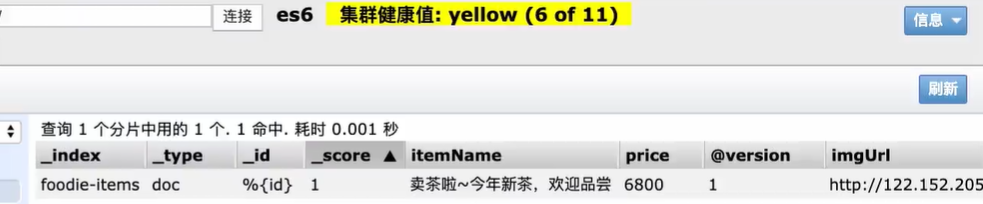 / 连接 es6 集群健康值: yellow (6 of 11) 信息
刷新
查询 1 个分片中用的 1 个. 1 命中. 耗时 0.001 秒
_index _type _id _score ▲ itemName price @version imgUrl
foodie-items doc %{id} 1 卖茶啦~今年新茶，欢迎品尝 6800 1 http://122.152.205